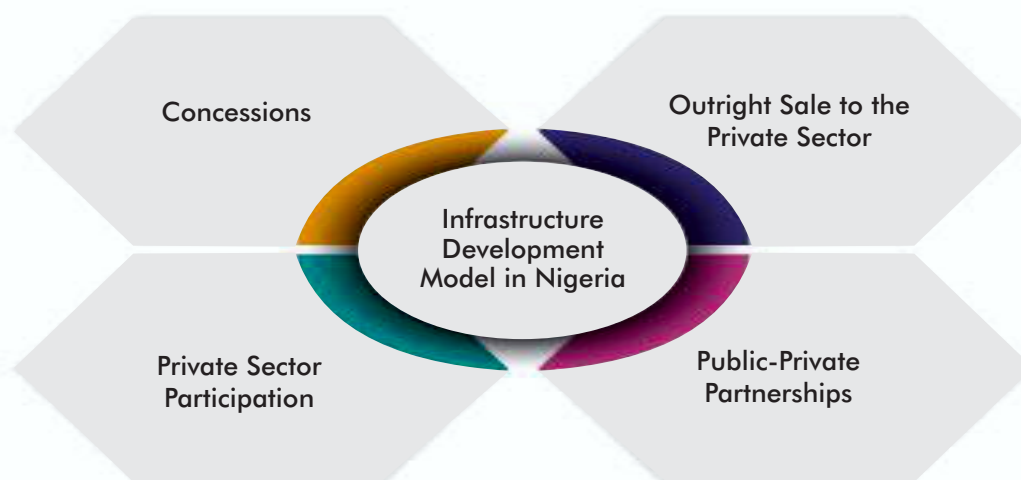 Concessions
Outright Sale to the
Private Sector
Infrastructure
Development
Model in Nigeria
Private Sector
Participation
Public-Private
Partnerships